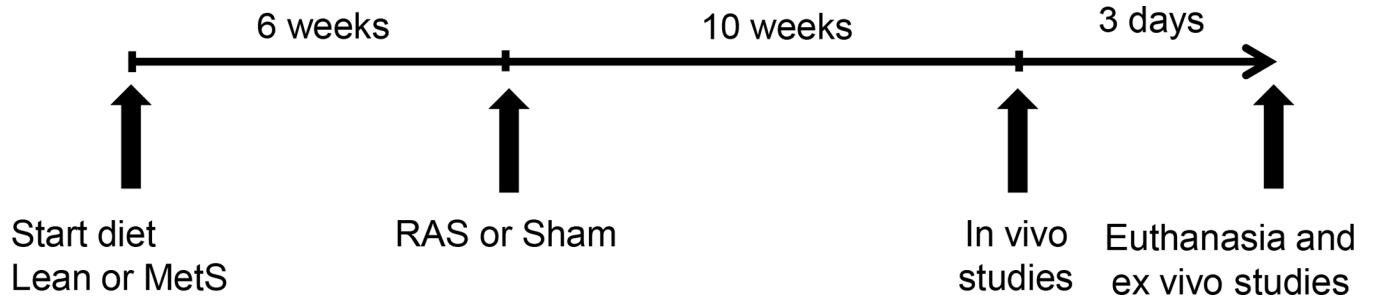 6 weeks
10 weeks
3 days
Start diet
Lean or MetS
RAS or Sham
In vivo
studies
Euthanasia and
ex vivo studies